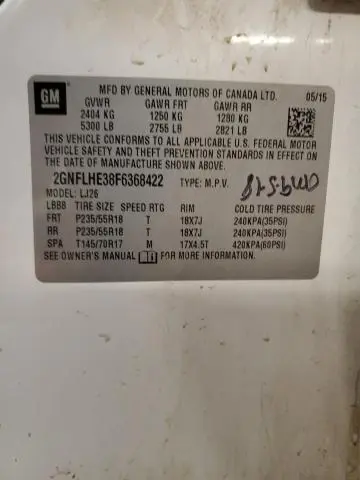 GM
MFD BY GENERAL MOTORS OF CANADA LTD. 05/15
GVWR GAWR FRT GAWR RR
2404 KG 1250 KG 1280 KG
5300 LB 2755 LB 2821 LB
THIS VEHICLE CONFORMS TO ALL APPLICABLE U.S. FEDERAL MOTOR
VEHICLE SAFETY AND THEFT PREVENTION STANDARDS IN EFFECT ON THE
DATE OF MANUFACTURE SHOWN ABOVE.
2GNFLHE38F6368422 TYPE: M.P.V.
MODEL: LJ26
LBB8 TIRE SIZE SPEED RTG RIM COLD TIRE PRESSURE
FRT P235/55R18 T 18X7J 240KPA(35PSI)
RR P235/55R18 T 18X7J 240KPA(35PSI)
SPA T145/70R17 M 17X4.5T 420KPA(60PSI)
SEE OWNER'S MANUAL FOR MORE INFORMATION.